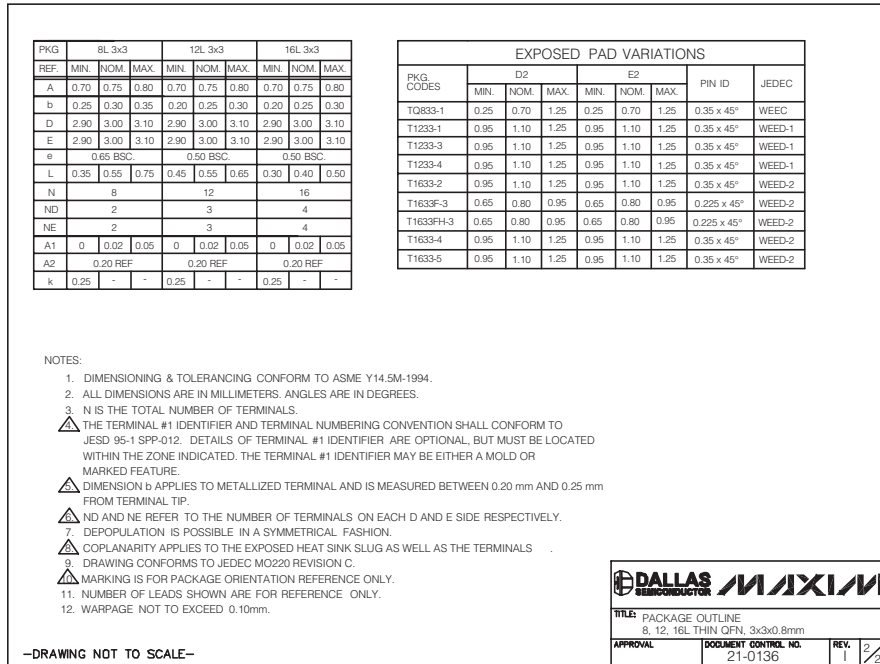 PKG 8L 3x3 12L 3x3 16L 3x3
REF. MIN. NOM. MAX. MIN. NOM. MAX. MIN. NOM. MAX.
A 0.70 0.75 0.80 0.70 0.75 0.80 0.70 0.75 0.80
b 0.25 0.30 0.35 0.20 0.25 0.30 0.20 0.25 0.30
D 2.90 3.00 3.10 2.90 3.00 3.10 2.90 3.00 3.10
E 2.90 3.00 3.10 2.90 3.00 3.10 2.90 3.00 3.10
e 0.65 BSC. 0.50 BSC. 0.50 BSC.
L 0.35 0.55 0.75 0.45 0.55 0.65 0.30 0.40 0.50
N 8 12 16
ND 2 3 4
NE 2 3 4
A1 0 0.02 0.05 0 0.02 0.05 0 0.02 0.05
A2 0.20 REF 0.20 REF 0.20 REF
k 0.25 - - 0.25 - - 0.25 - -
EXPOSED PAD VARIATIONS
PKG. CODES D2 E2 PIN ID JEDEC
MIN. NOM. MAX. MIN. NOM. MAX.
TQ833-1 0.25 0.70 1.25 0.25 0.70 1.25 0.35 x 45° WEEC
T1233-1 0.95 1.10 1.25 0.95 1.10 1.25 0.35 x 45° WEED-1
T1233-3 0.95 1.10 1.25 0.95 1.10 1.25 0.35 x 45° WEED-1
T1233-4 0.95 1.10 1.25 0.95 1.10 1.25 0.35 x 45° WEED-1
T1633-2 0.95 1.10 1.25 0.95 1.10 1.25 0.35 x 45° WEED-2
T1633F-3 0.65 0.80 0.95 0.65 0.80 0.95 0.225 x 45° WEED-2
T1633FH-3 0.65 0.80 0.95 0.65 0.80 0.95 0.225 x 45° WEED-2
T1633-4 0.95 1.10 1.25 0.95 1.10 1.25 0.35 x 45° WEED-2
T1633-5 0.95 1.10 1.25 0.95 1.10 1.25 0.35 x 45° WEED-2
NOTES:
1. DIMENSIONING & TOLERANCING CONFORM TO ASME Y14.5M-1994.
2. ALL DIMENSIONS ARE IN MILLIMETERS. ANGLES ARE IN DEGREES.
3. N IS THE TOTAL NUMBER OF TERMINALS.
4. THE TERMINAL #1 IDENTIFIER AND TERMINAL NUMBERING CONVENTION SHALL CONFORM TO
JESD 95-1 SPP-012. DETAILS OF TERMINAL #1 IDENTIFIER ARE OPTIONAL, BUT MUST BE LOCATED
WITHIN THE ZONE INDICATED. THE TERMINAL #1 IDENTIFIER MAY BE EITHER A MOLD OR
MARKED FEATURE.
5. DIMENSION b APPLIES TO METALLIZED TERMINAL AND IS MEASURED BETWEEN 0.20 mm AND 0.25 mm
FROM TERMINAL TIP.
6. ND AND NE REFER TO THE NUMBER OF TERMINALS ON EACH D AND E SIDE RESPECTIVELY.
7. DEPOPULATION IS POSSIBLE IN A SYMMETRICAL FASHION.
8. COPLANARITY APPLIES TO THE EXPOSED HEAT SINK SLUG AS WELL AS THE TERMINALS .
9. DRAWING CONFORMS TO JEDEC MO220 REVISION C.
10. MARKING IS FOR PACKAGE ORIENTATION REFERENCE ONLY.
11. NUMBER OF LEADS SHOWN ARE FOR REFERENCE ONLY.
12. WARPAGE NOT TO EXCEED 0.10mm.
-DRAWING NOT TO SCALE-
DALLAS SEMICONDUCTOR MAXIM
TITLE: PACKAGE OUTLINE
8, 12, 16L THIN QFN, 3x3x0.8mm
APPROVAL DOCUMENT CONTROL NO. REV.
21-0136 I 2/2